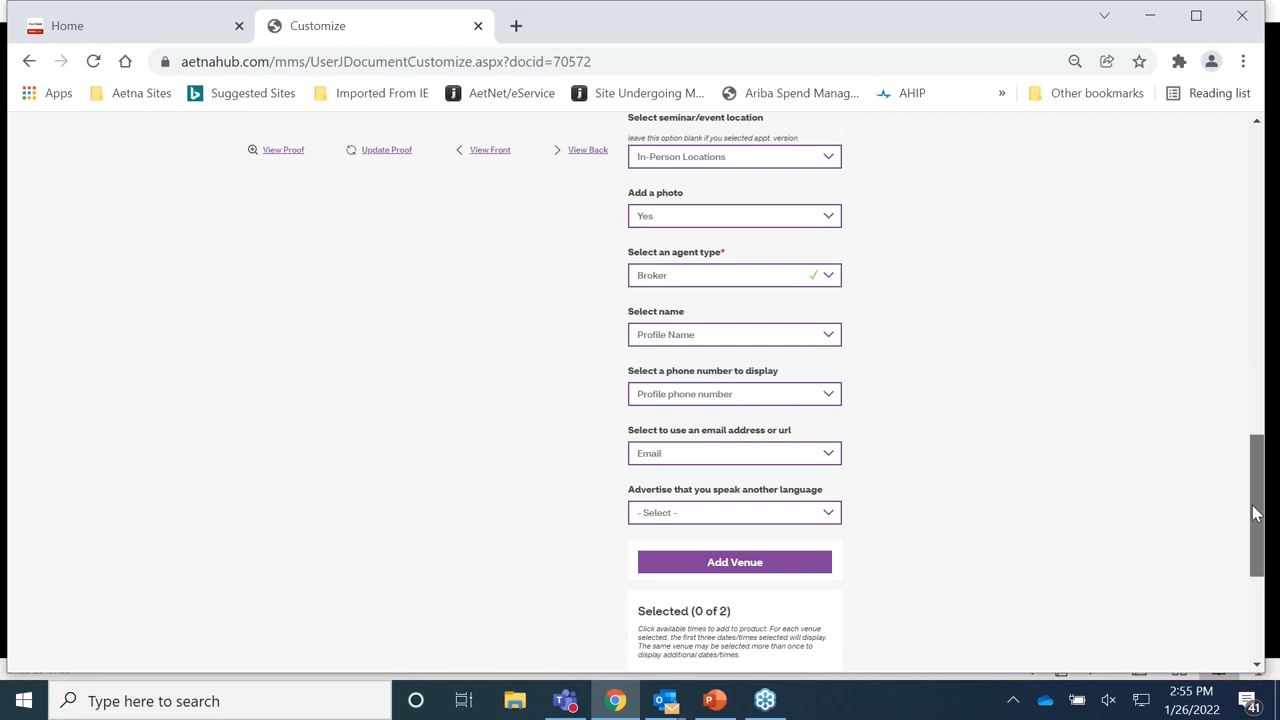 Home
Customize
aetnahub.com/mms/UserJDocumentCustomize.aspx?docid=70572
Apps
Aetna Sites
Suggested Sites
Imported From IE
AetNet/eService
Site Undergoing M...
Ariba Spend Manag...
AHIP
»
Other bookmarks
Reading list
Select seminar/event location
leave this option blank if you selected appt. version
View Proof
Update Proof
View Front
View Back
In-Person Locations
Add a photo
Yes
Select an agent type*
Broker
Select name
Profile Name
Select a phone number to display
Profile phone number
Select to use an email address or url
Email
Advertise that you speak another language
- Select -
Add Venue
Selected (0 of 2)
Click available times to add to product. For each venue
selected, the first three dates/times selected will display.
The same venue may be selected more than once to
display additional dates/times.
Type here to search
2:55 PM
1/26/2022
41